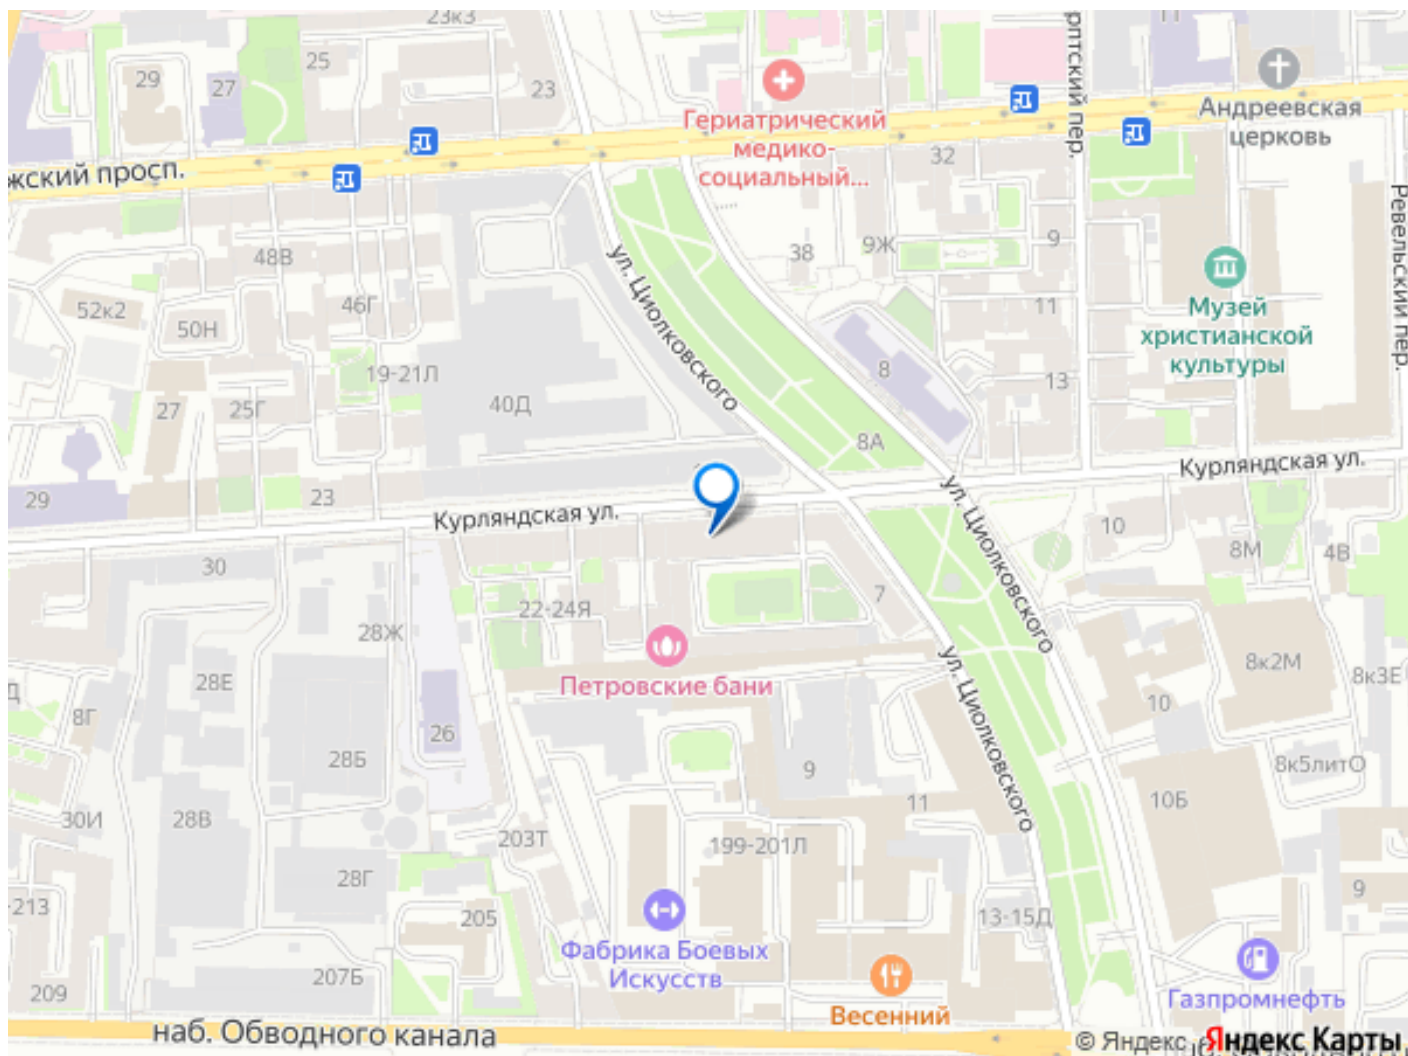 23к3
25
29
27
23
рптский пер.
11
Андреевская
церковь
Гериатрический
медико-
социальный...
32
жский просп.
Ревельский пер.
48В
ул. Циолковского
38
9Ж
9
52к2
50Н
46Г
11
Музей
христианской
культуры
19-21Л
8
13
27
25Г
40Д
8А
Курляндская ул.
29
23
Курляндская ул.
ул. Циолковского
10
8М
4В
30
28Ж
22-24Я
7
28Е
Петровские бани
ул. Циолковского
8к2М
8к3Е
Д
8Г
26
10
28Б
9
8к5литО
11
10Б
30И
28В
203Т
199-201Л
28Г
9
-213
205
13-15Д
Фабрика Боевых
Искусств
207Б
209
Весенний
Газпромнефть
наб. Обводного канала
© Яндекс
Яндекс Карты